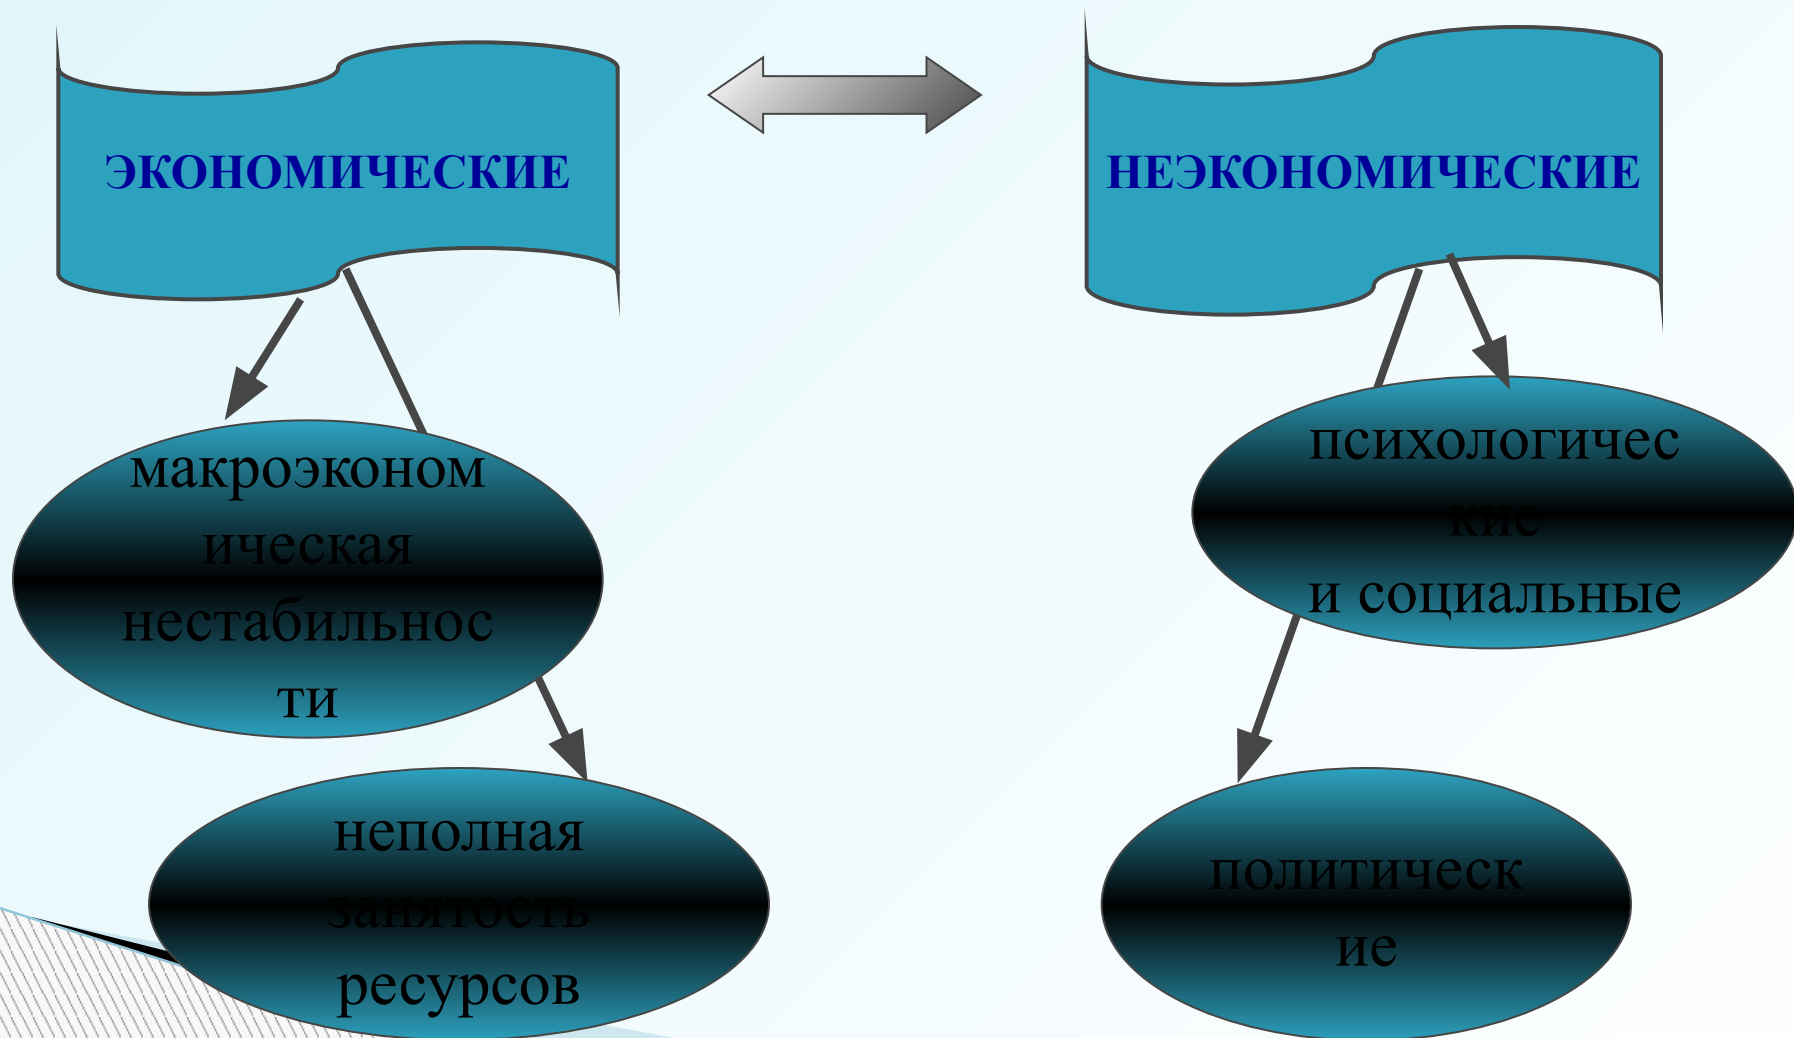 ЭКОНОМИЧЕСКИЕ
НЕЭКОНОМИЧЕСКИЕ
макроэконом
ическая
нестабильнос
ти
неполная
занятость
ресурсов
психологичес
кие
и социальные
политическ
ие